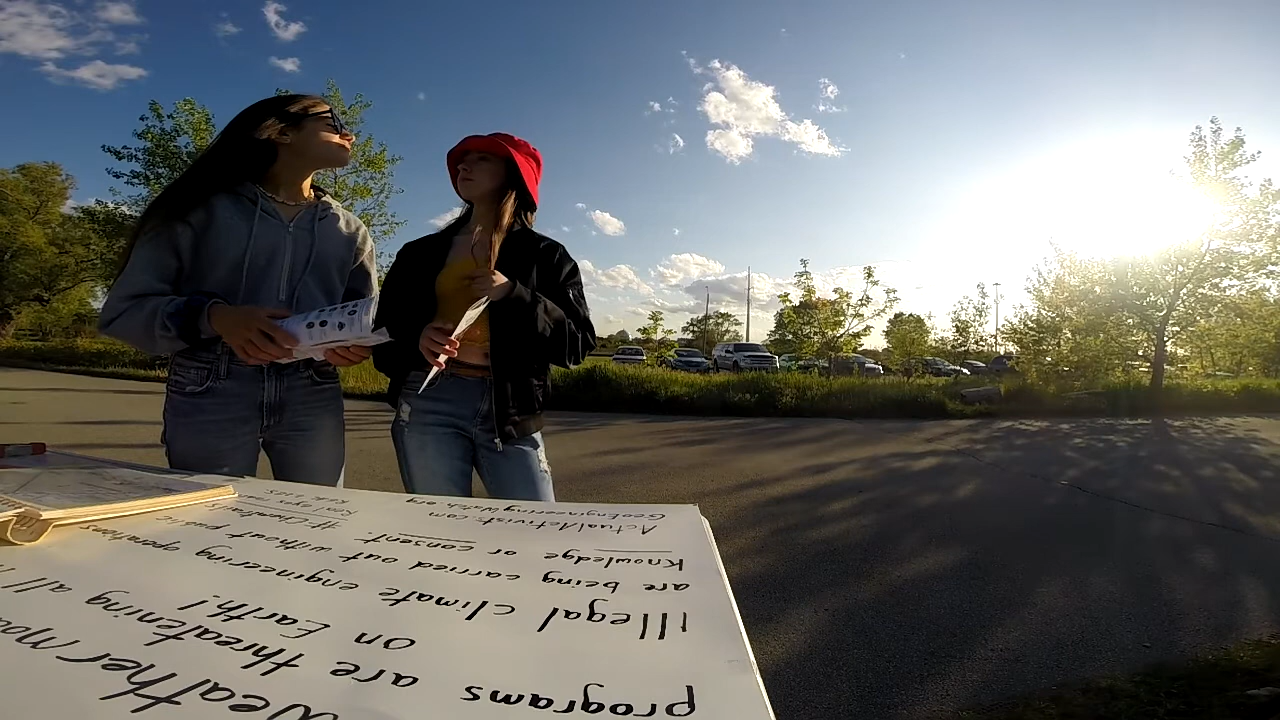 Weather Mod
programs are threatening all
on Earth!
Illegal climate engineering operations
are being carried out without public
Knowledge or consent.
ActualActivist.com
GeoEngineeringWatch.org